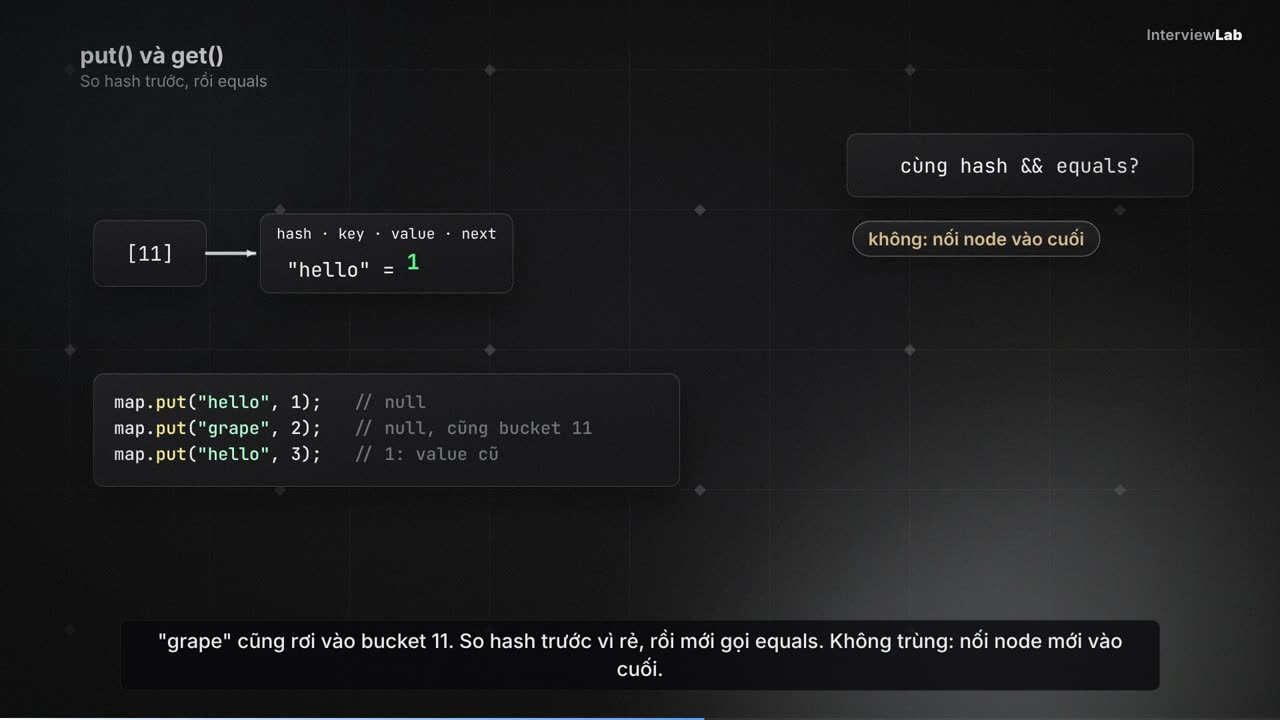 put() và get()
So hash trước, rồi equals
InterviewLab
cùng hash && equals?
không: nối node vào cuối
[11]
hash · key · value · next
"hello" = 1
map.put("hello", 1);   // null
map.put("grape", 2);   // null, cũng bucket 11
map.put("hello", 3);   // 1: value cũ
"grape" cũng rơi vào bucket 11. So hash trước vì rẻ, rồi mới gọi equals. Không trùng: nối node mới vào
cuối.